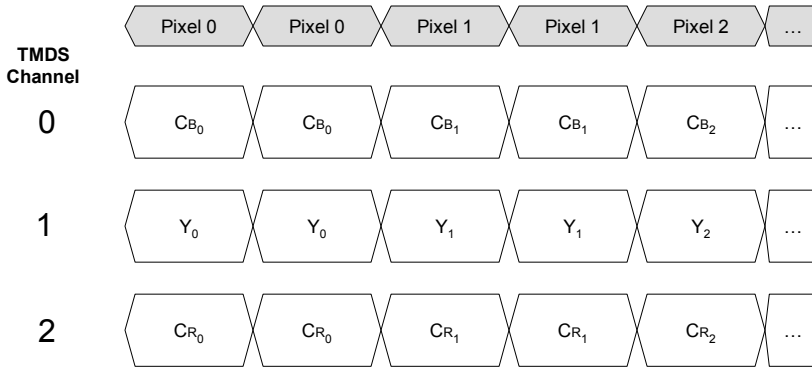 Pixel 0 Pixel 0 Pixel 1 Pixel 1 Pixel 2 ...
TMDS
Channel
0 CB0 CB0 CB1 CB1 CB2 ...
1 Y0 Y0 Y1 Y1 Y2 ...
2 CR0 CR0 CR1 CR1 CR2 ...